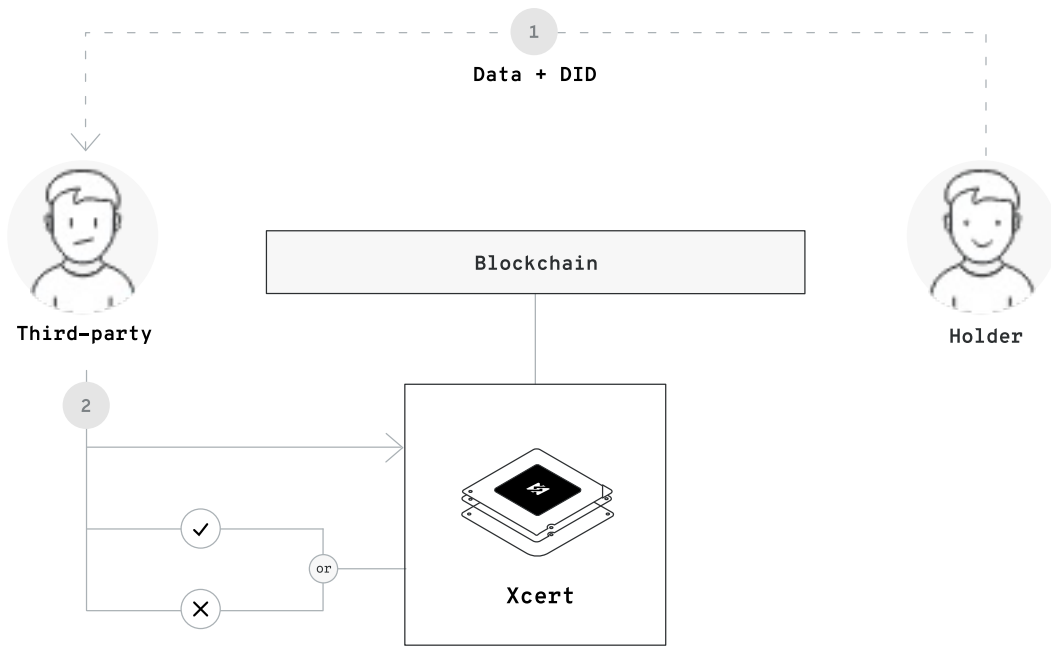 1
Data + DID
Blockchain
Third-party
Holder
2
or
Xcert